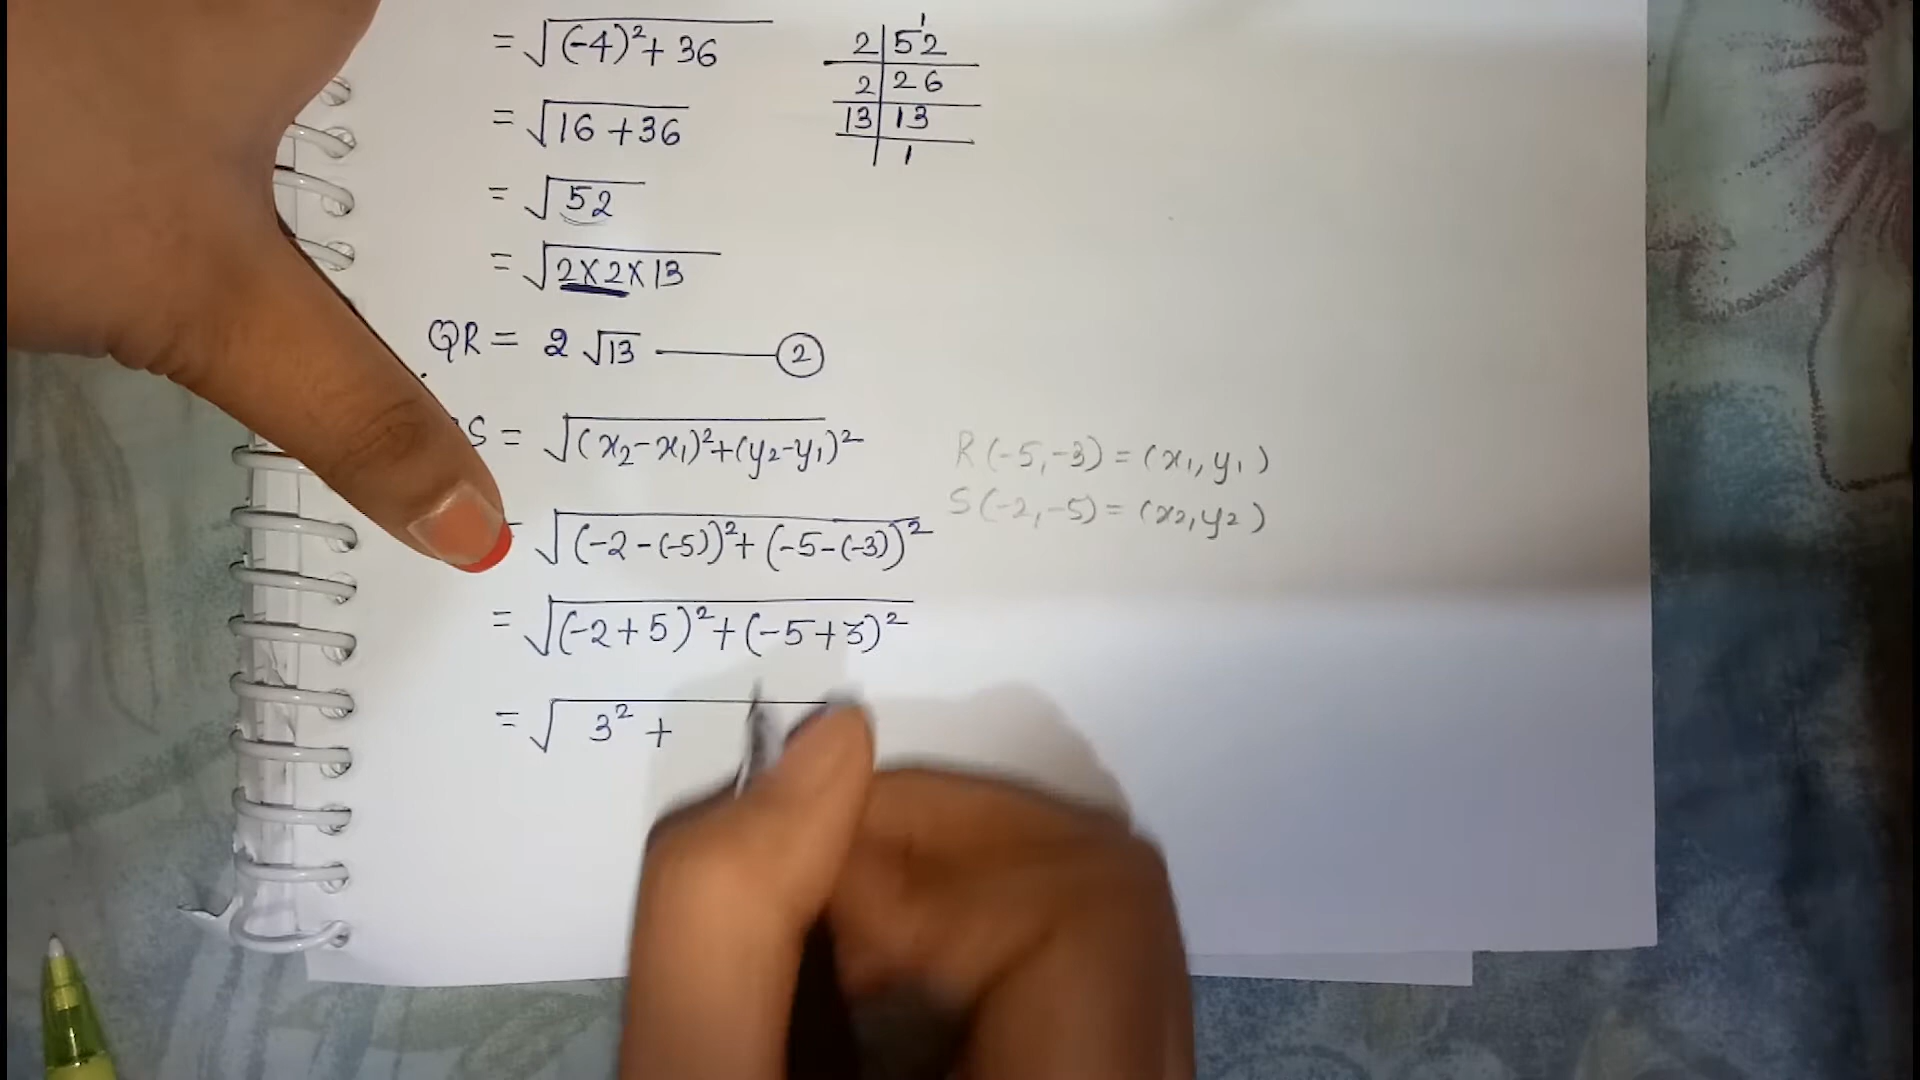 = √(-4)²+ 36
= √16 + 36
= √52
= √2×2×13
QR = 2 √13 ——— ②
2 | 5¹2
2 | 26
13 | 13
1
S = √(x₂-x₁)²+(y₂-y₁)²
= √(-2-(-5))²+ (-5-(-3))²
= √(-2+5)²+(-5+3)²
= √3² +
R(-5,-3) = (x₁, y₁)
S(-2,-5) = (x₂, y₂)